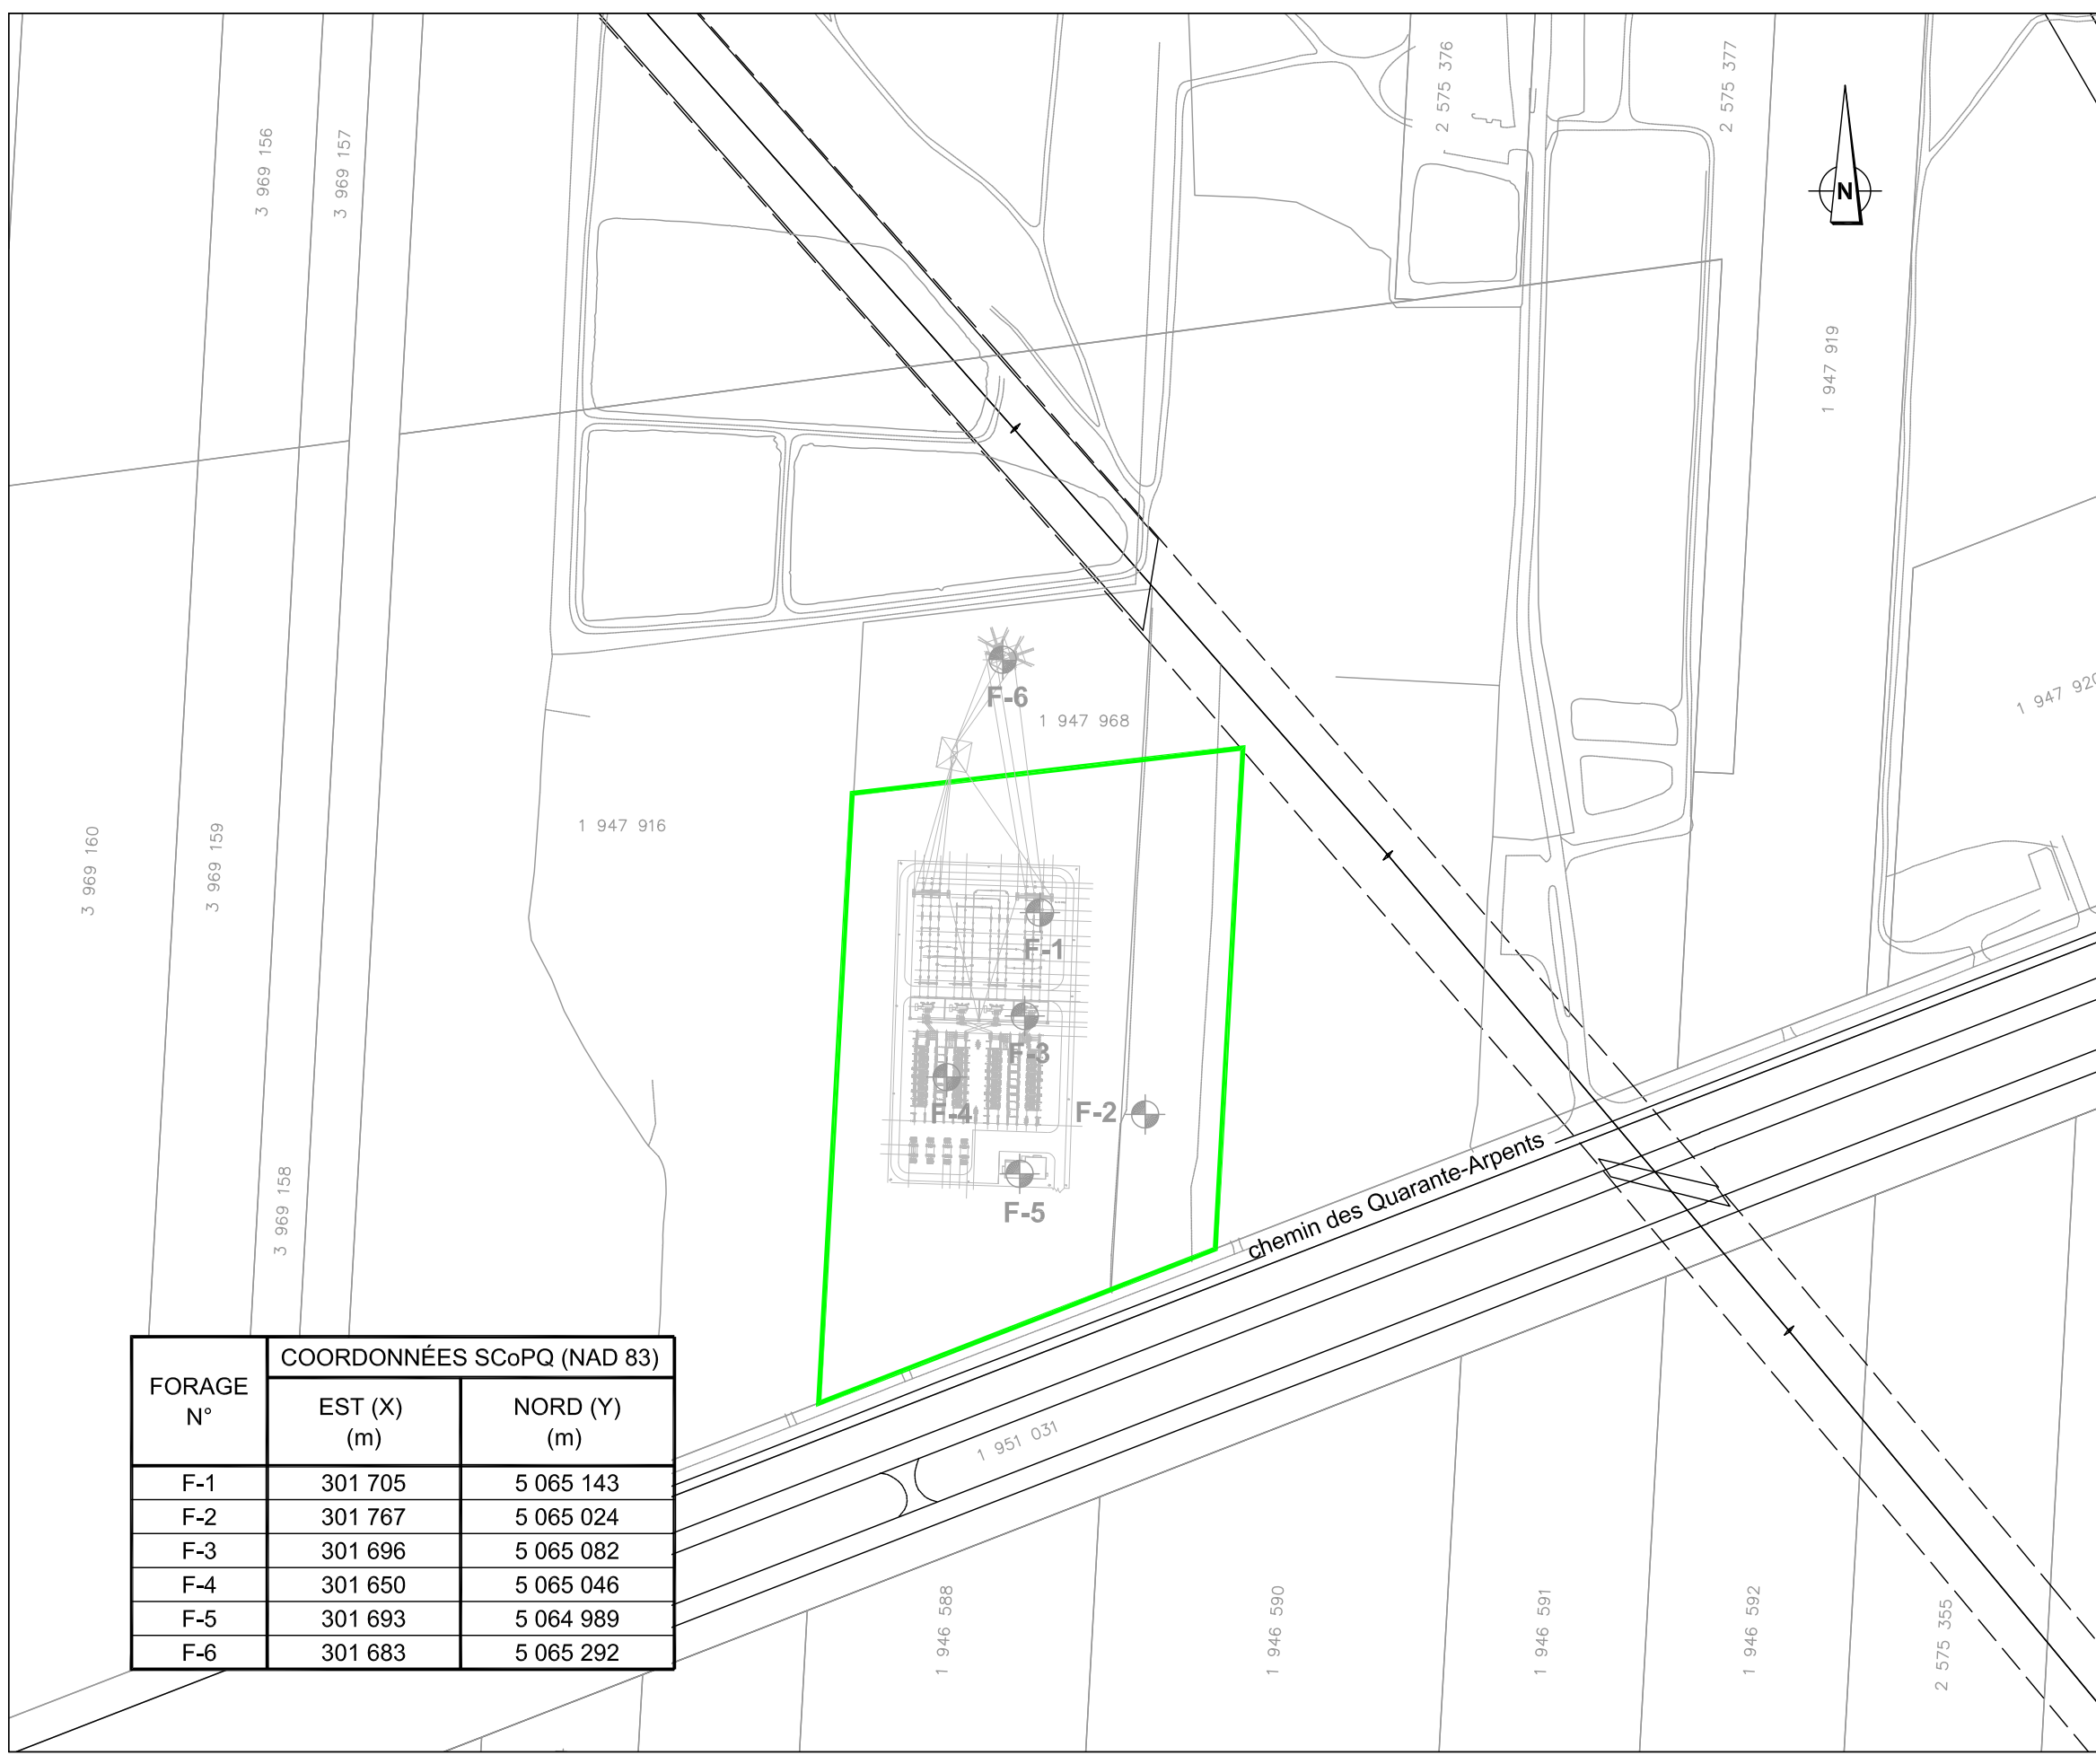 3 969 156
3 969 157
2 575 376
2 575 377
N
1 947 919
1 947 920
F-6
1 947 968
1 947 916
3 969 160
3 969 159
3 969 158
F-1
F-3
F-4
F-2
F-5
chemin des Quarante-Arpents
1 951 031
FORAGE N° COORDONNÉES SCoPQ (NAD 83)
EST (X) (m) NORD (Y) (m)
F-1 301 705 5 065 143
F-2 301 767 5 065 024
F-3 301 696 5 065 082
F-4 301 650 5 065 046
F-5 301 693 5 064 989
F-6 301 683 5 065 292
1 946 588
1 946 590
1 946 591
1 946 592
2 575 355